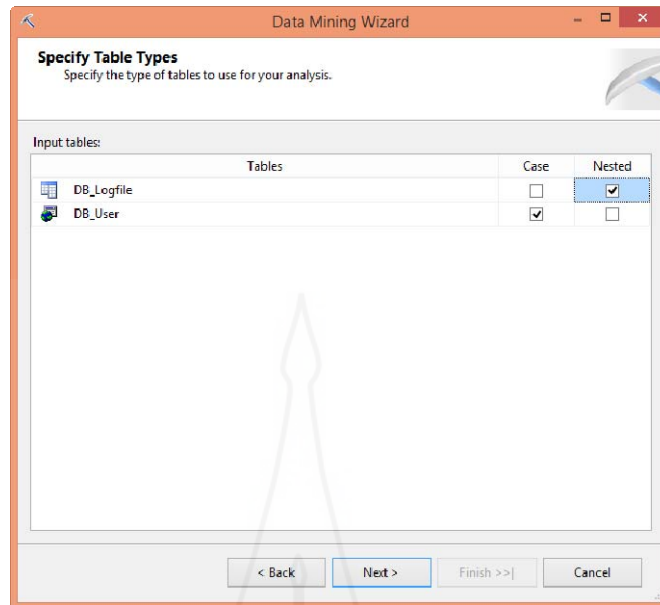 Data Mining Wizard
Specify Table Types
Specify the type of tables to use for your analysis.
Input tables:
Tables Case Nested
DB_Logfile
DB_User
< Back Next > Finish >>| Cancel